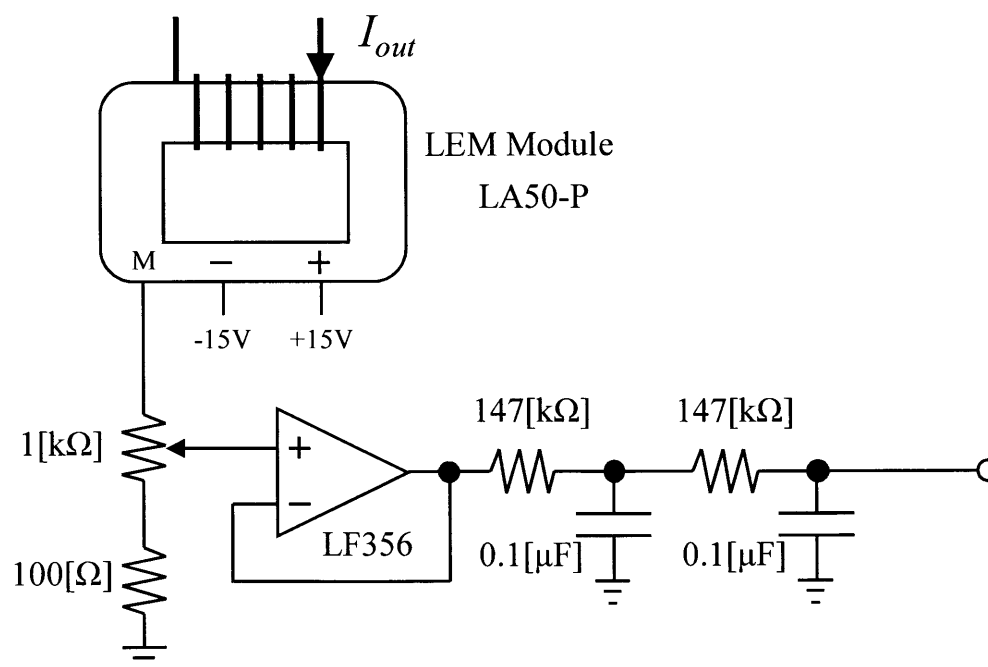 I_out
LEM Module
LA50-P
M
−
+
-15V
+15V
1[kΩ]
+
−
LF356
147[kΩ]
147[kΩ]
0.1[μF]
0.1[μF]
100[Ω]